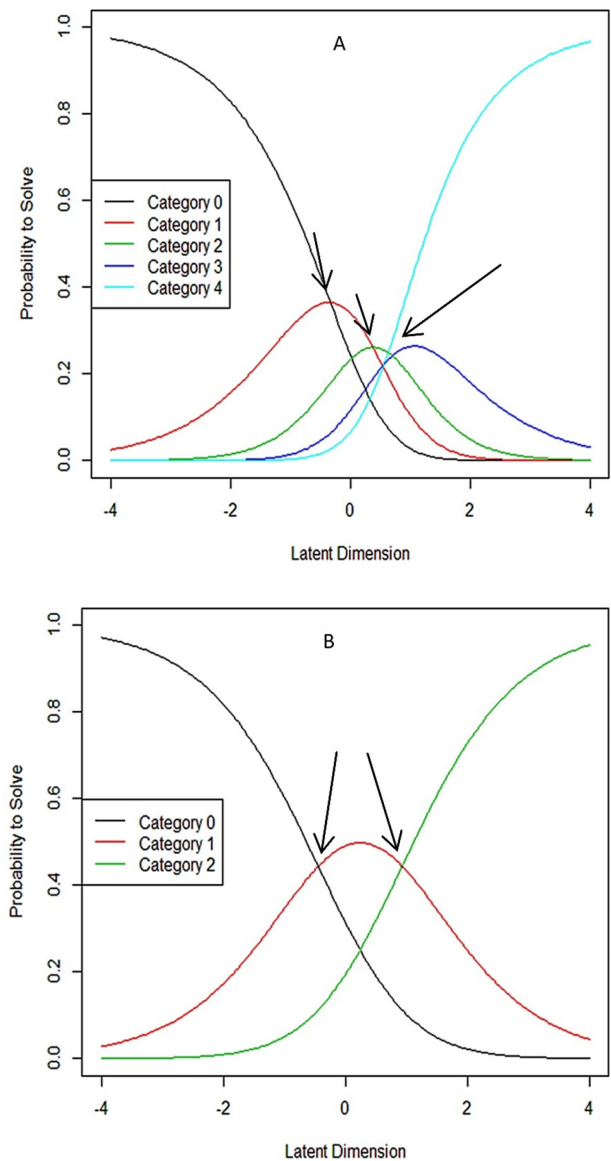 A
1.0
0.8
0.6
0.4
0.2
0.0
Probability to Solve
Category 0
Category 1
Category 2
Category 3
Category 4
-4 -2 0 2 4
Latent Dimension
B
1.0
0.8
0.6
0.4
0.2
0.0
Probability to Solve
Category 0
Category 1
Category 2
-4 -2 0 2 4
Latent Dimension